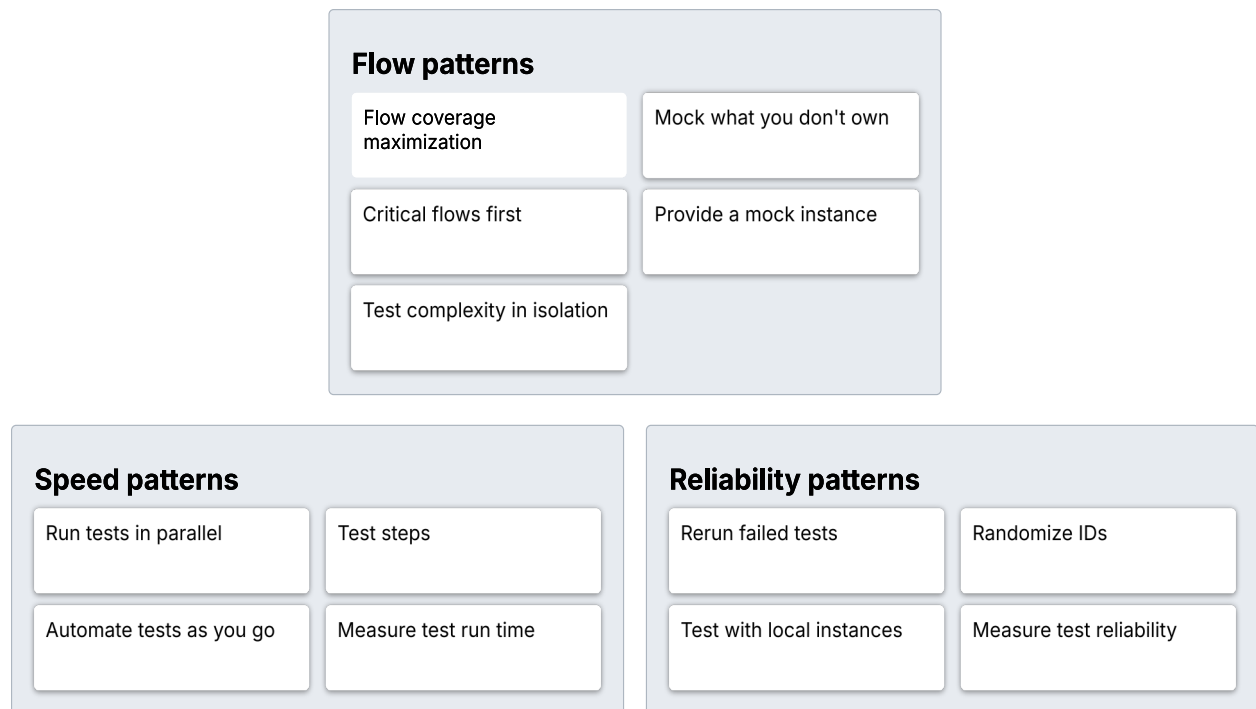 Flow patterns
Flow coverage
maximization
Mock what you don't own
Critical flows first
Provide a mock instance
Test complexity in isolation
Speed patterns
Run tests in parallel
Test steps
Automate tests as you go
Measure test run time
Reliability patterns
Rerun failed tests
Randomize IDs
Test with local instances
Measure test reliability